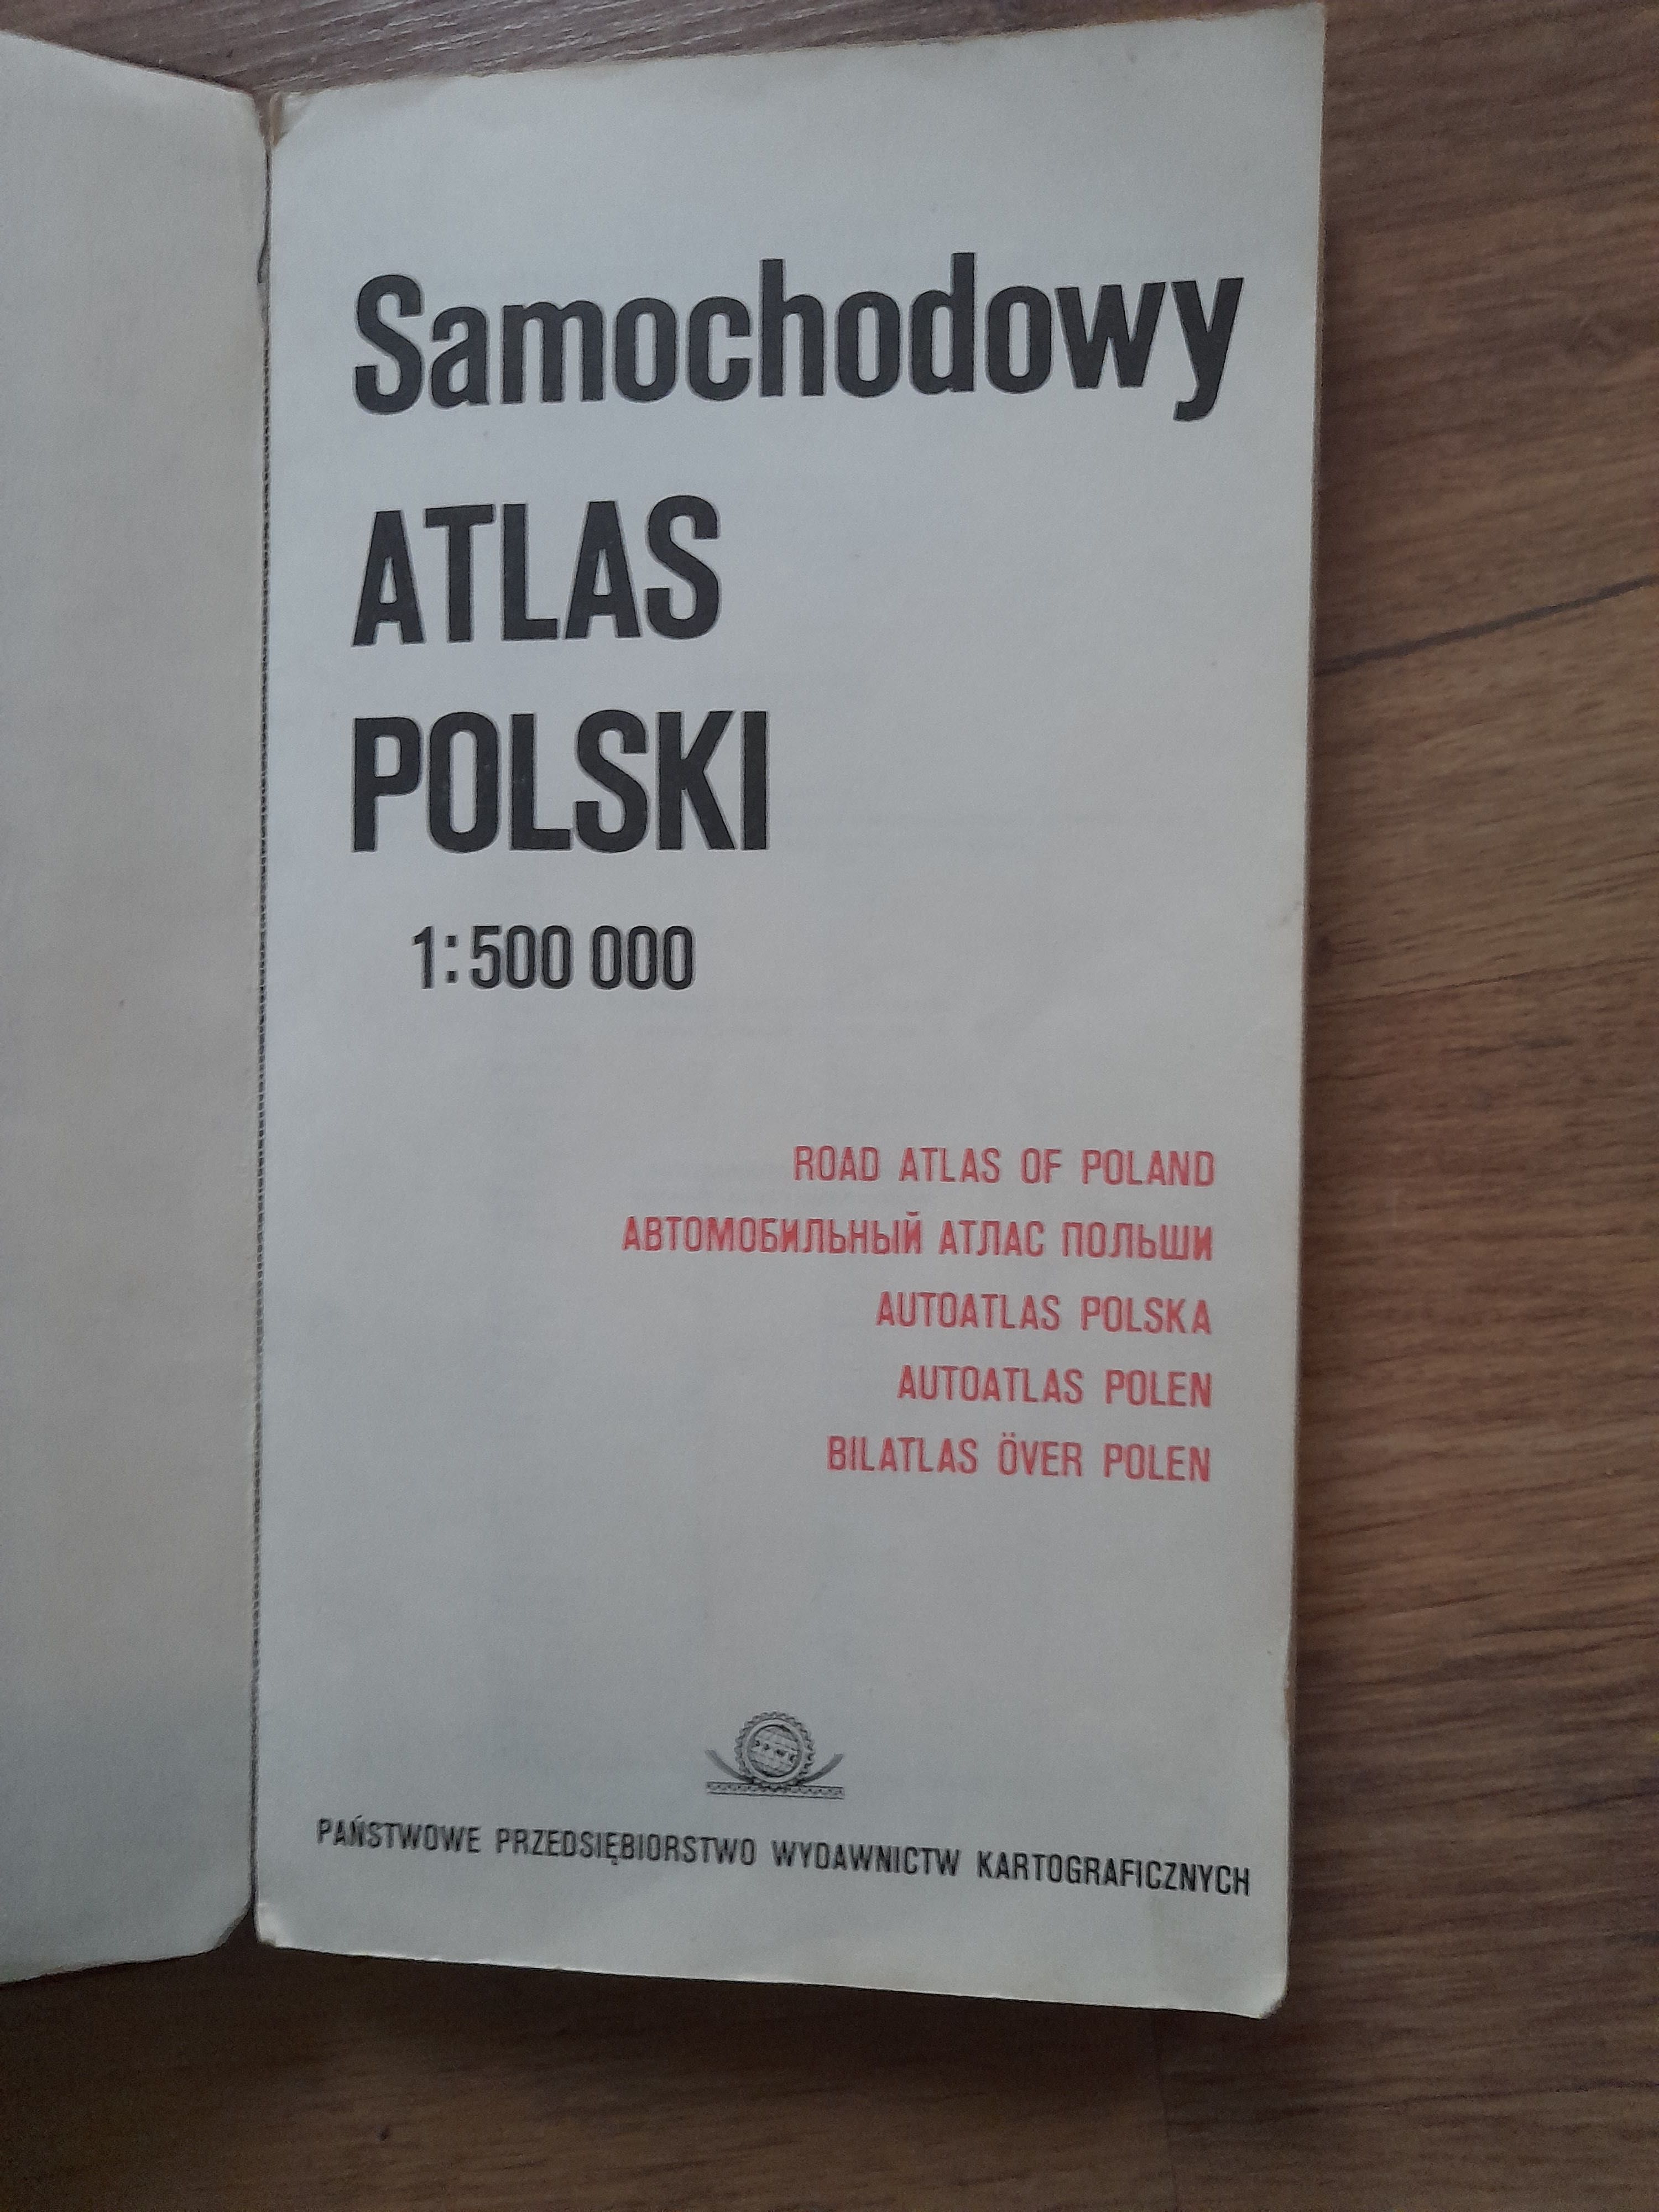 Samochodowy
ATLAS
POLSKI
1:500 000
ROAD ATLAS OF POLAND
АВТОМОБИЛЬНЫЙ АТЛАС ПОЛЬШИ
AUTOATLAS POLSKA
AUTOATLAS POLEN
BILATLAS ÖVER POLEN
PPWK
PAŃSTWOWE PRZEDSIĘBIORSTWO WYDAWNICTW KARTOGRAFICZNYCH